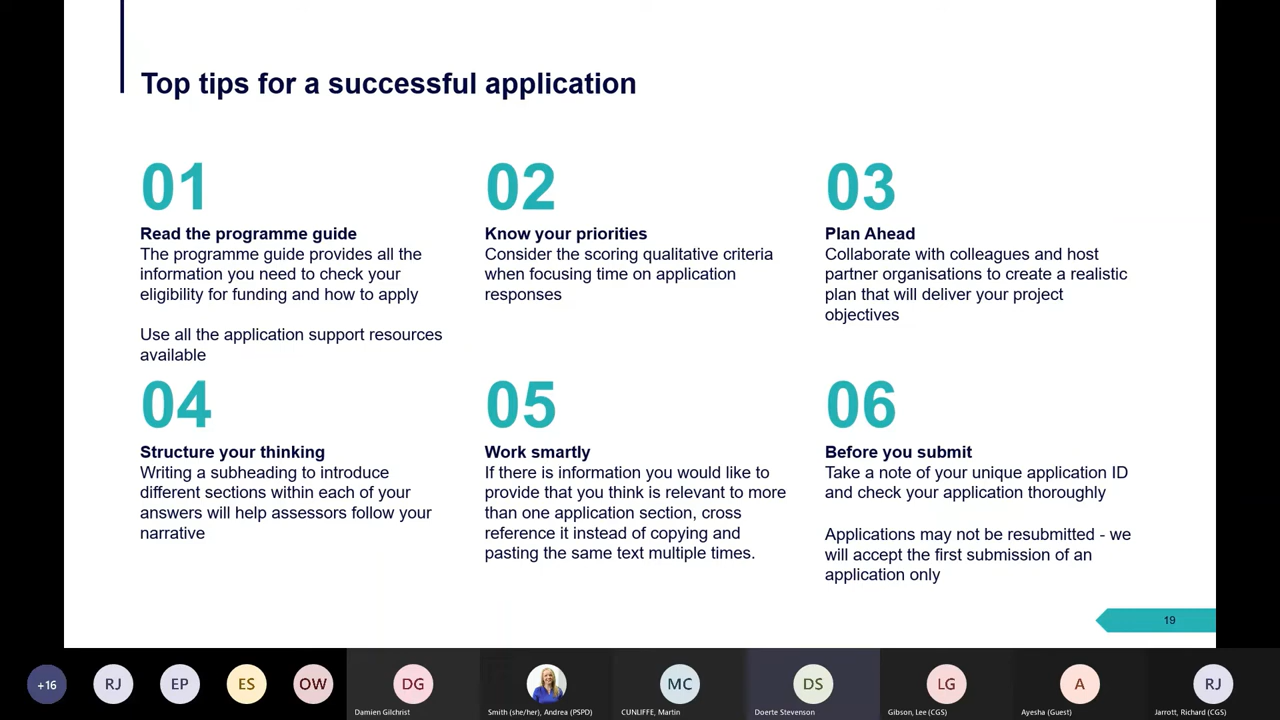 Top tips for a successful application
01
Read the programme guide
The programme guide provides all the
information you need to check your
eligibility for funding and how to apply
Use all the application support resources
available
02
Know your priorities
Consider the scoring qualitative criteria
when focusing time on application
responses
03
Plan Ahead
Collaborate with colleagues and host
partner organisations to create a realistic
plan that will deliver your project
objectives
04
Structure your thinking
Writing a subheading to introduce
different sections within each of your
answers will help assessors follow your
narrative
05
Work smartly
If there is information you would like to
provide that you think is relevant to more
than one application section, cross
reference it instead of copying and
pasting the same text multiple times.
06
Before you submit
Take a note of your unique application ID
and check your application thoroughly
Applications may not be resubmitted - we
will accept the first submission of an
application only
19
+16
RJ
EP
ES
OW
DG
Damien Gilchrist
Smith (she/her), Andrea (PSPD)
MC
CUNLIFFE, Martin
DS
Doerte Stevenson
LG
Gibson, Lee (CGS)
A
Ayesha (Guest)
RJ
Jarrott, Richard (CGS)